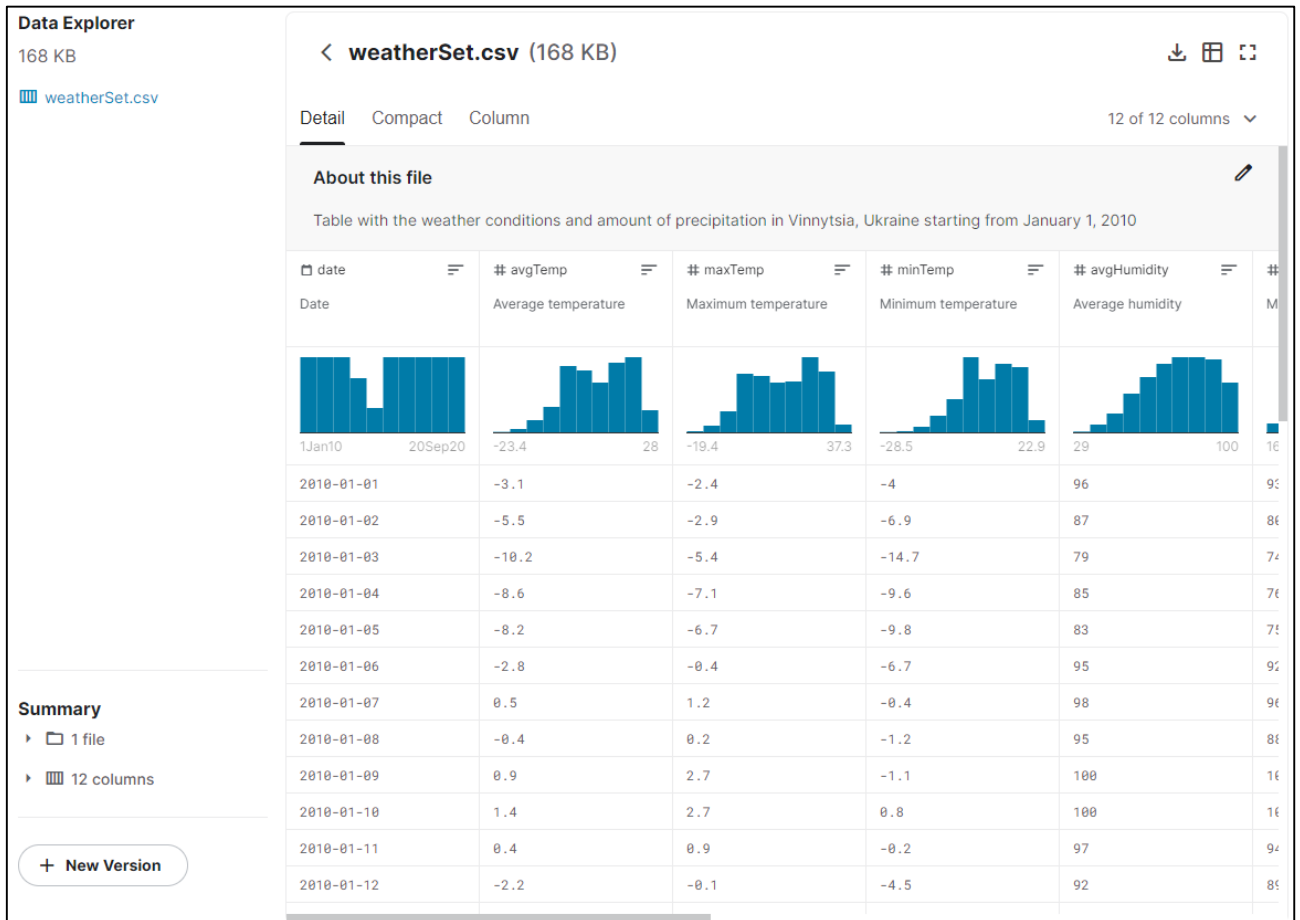 Data Explorer
168 KB
weatherSet.csv
Summary
1 file
12 columns
+ New Version
weatherSet.csv (168 KB)
Detail Compact Column
12 of 12 columns
About this file
Table with the weather conditions and amount of precipitation in Vinnytsia, Ukraine starting from January 1, 2010
# date # avgTemp # maxTemp # minTemp # avgHumidity #
Date Average temperature Maximum temperature Minimum temperature Average humidity M
1Jan10 20Sep20 -23.4 28 -19.4 37.3 -28.5 22.9 29 100 16
2010-01-01 -3.1 -2.4 -4 96
2010-01-02 -5.5 -2.9 -6.9 87
2010-01-03 -10.2 -5.4 -14.7 79
2010-01-04 -8.6 -7.1 -9.6 85
2010-01-05 -8.2 -6.7 -9.8 83
2010-01-06 -2.8 -0.4 -6.7 95
2010-01-07 0.5 1.2 -0.4 98
2010-01-08 -0.4 0.2 -1.2 95
2010-01-09 0.9 2.7 -1.1 100
2010-01-10 1.4 2.7 0.8 100
2010-01-11 0.4 0.9 -0.2 97
2010-01-12 -2.2 -0.1 -4.5 92